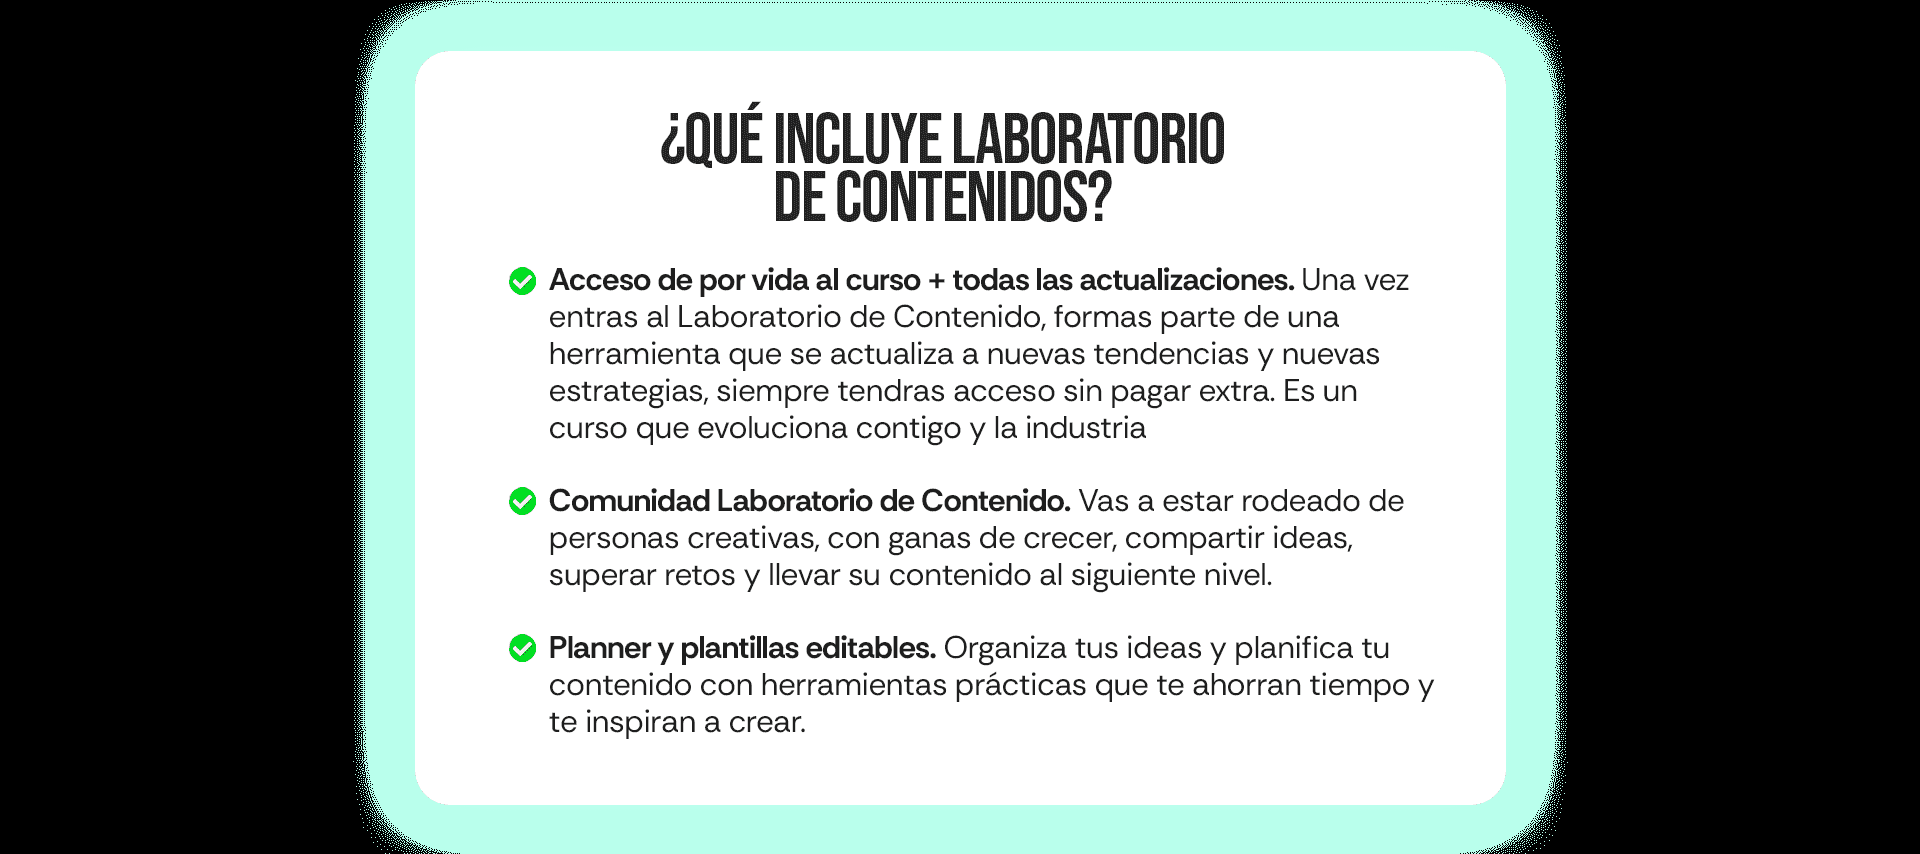 ¿QUÉ INCLUYE LABORATORIO
DE CONTENIDOS?
Acceso de por vida al curso + todas las actualizaciones. Una vez
entras al Laboratorio de Contenido, formas parte de una
herramienta que se actualiza a nuevas tendencias y nuevas
estrategias, siempre tendras acceso sin pagar extra. Es un
curso que evoluciona contigo y la industria
Comunidad Laboratorio de Contenido. Vas a estar rodeado de
personas creativas, con ganas de crecer, compartir ideas,
superar retos y llevar su contenido al siguiente nivel.
Planner y plantillas editables. Organiza tus ideas y planifica tu
contenido con herramientas prácticas que te ahorran tiempo y
te inspiran a crear.